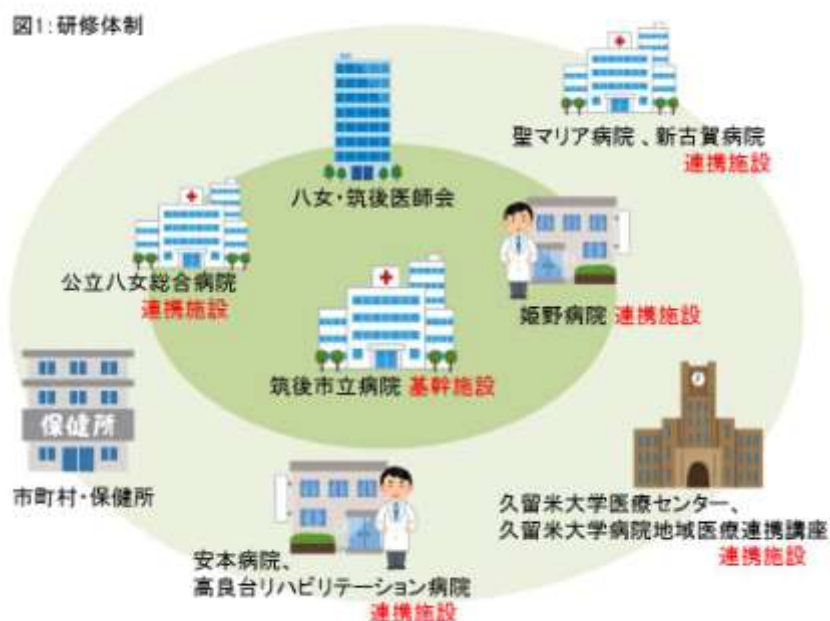 図1:研修体制
聖マリア病院、新古賀病院
連携施設
八女・筑後医師会
公立八女総合病院
連携施設
姫野病院 連携施設
筑後市立病院 基幹施設
保健所
市町村・保健所
久留米大学医療センター、
久留米大学病院地域医療連携講座
連携施設
安本病院、
高良台リハビリテーション病院
連携施設